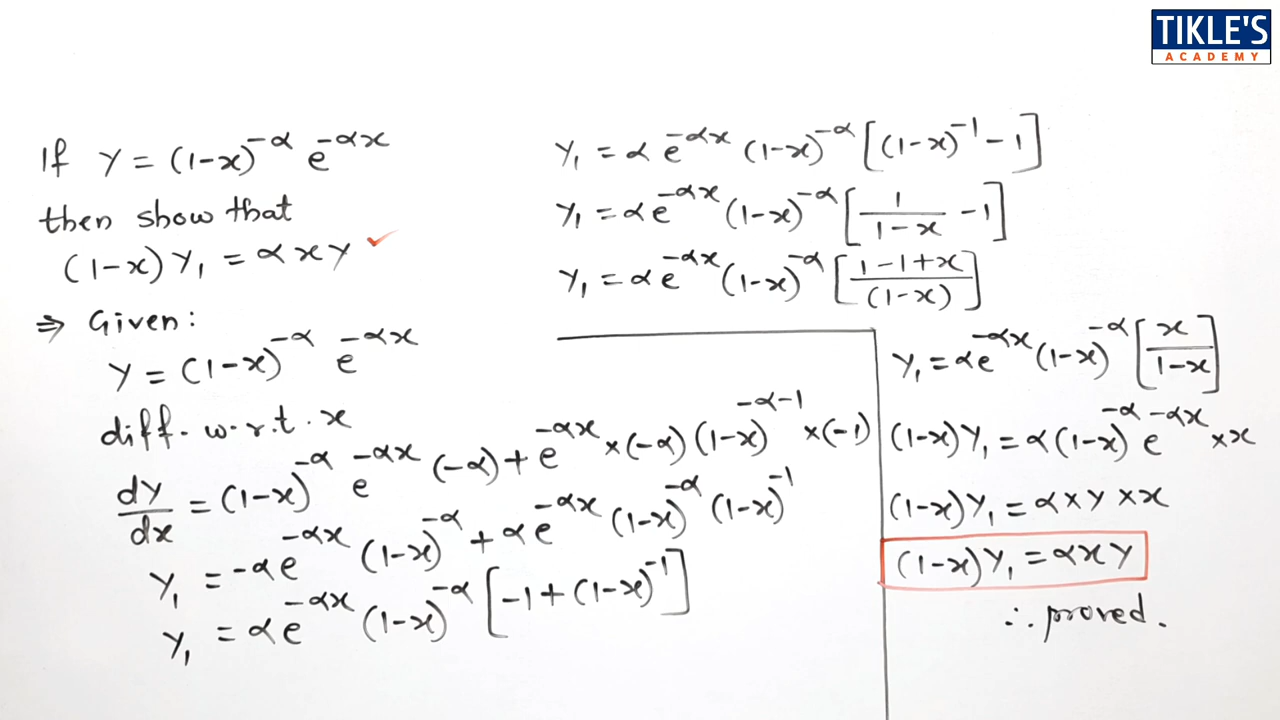 TIKLE'S
ACADEMY
If y = (1-x)^{-α} e^{-αx}
then show that
(1-x) y₁ = α x y ✓
⇒ Given:
y = (1-x)^{-α} e^{-αx}
diff. w.r.t. x
dy/dx = (1-x)^{-α} e^{-αx} (-α) + e^{-αx} × (-α) (1-x)^{-α-1} × (-1)
y₁ = -α e^{-αx} (1-x)^{-α} + α e^{-αx} (1-x)^{-α} (1-x)^{-1}
y₁ = α e^{-αx} (1-x)^{-α} [-1 + (1-x)^{-1}]
y₁ = α e^{-αx} (1-x)^{-α} [(1-x)^{-1} - 1]
y₁ = α e^{-αx} (1-x)^{-α} [1/(1-x) - 1]
y₁ = α e^{-αx} (1-x)^{-α} [(1-1+x)/(1-x)]
y₁ = α e^{-αx} (1-x)^{-α} [x/(1-x)]
(1-x) y₁ = α (1-x)^{-α} e^{-αx} × x
(1-x) y₁ = α × y × x
(1-x) y₁ = α x y
∴ proved.